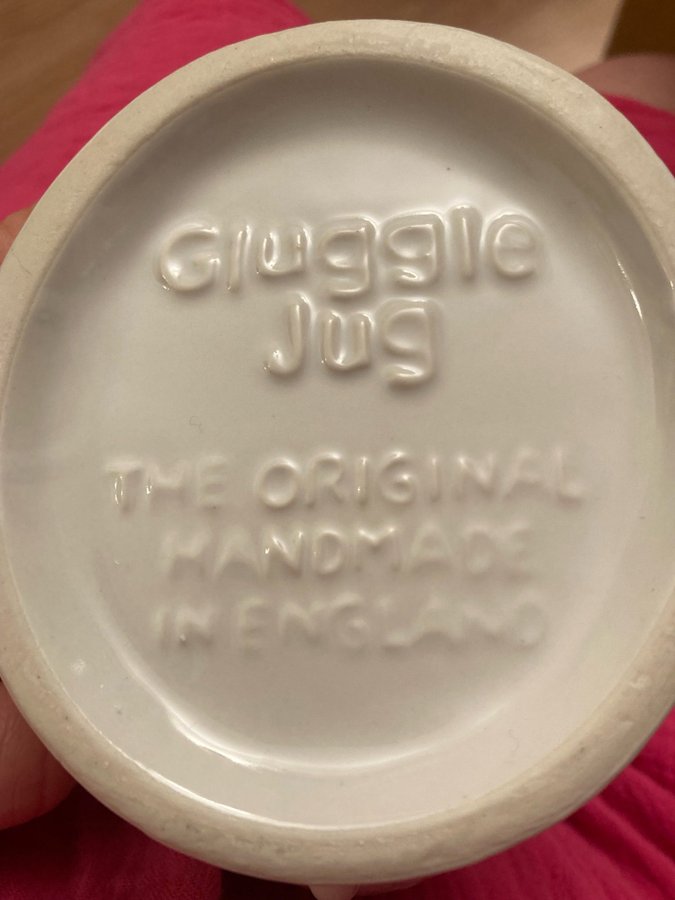 Gluggle
Jug
THE ORIGINAL
HANDMADE
IN ENGLAND